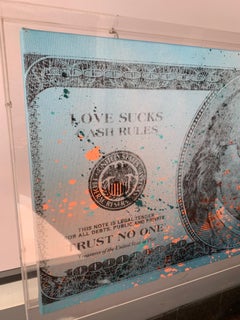 LOVE SUCKS
CASH RULES
THIS NOTE IS LEGAL TENDER
FOR ALL DEBTS, PUBLIC AND PRIVATE
TRUST NO ONE